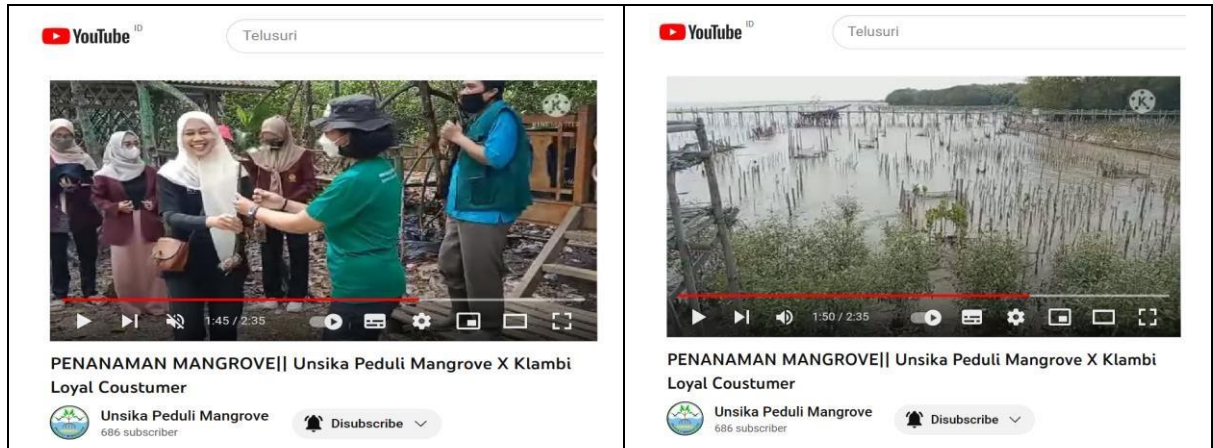 YouTube ID
Telusuri
1:45 / 2:35
PENANAMAN MANGROVE|| Unsika Peduli Mangrove X Klambi
Loyal Coustumer
Unsika Peduli Mangrove
686 subscriber
Disubscribe
YouTube ID
Telusuri
K
1:50 / 2:35
PENANAMAN MANGROVE|| Unsika Peduli Mangrove X Klambi
Loyal Coustumer
Unsika Peduli Mangrove
686 subscriber
Disubscribe